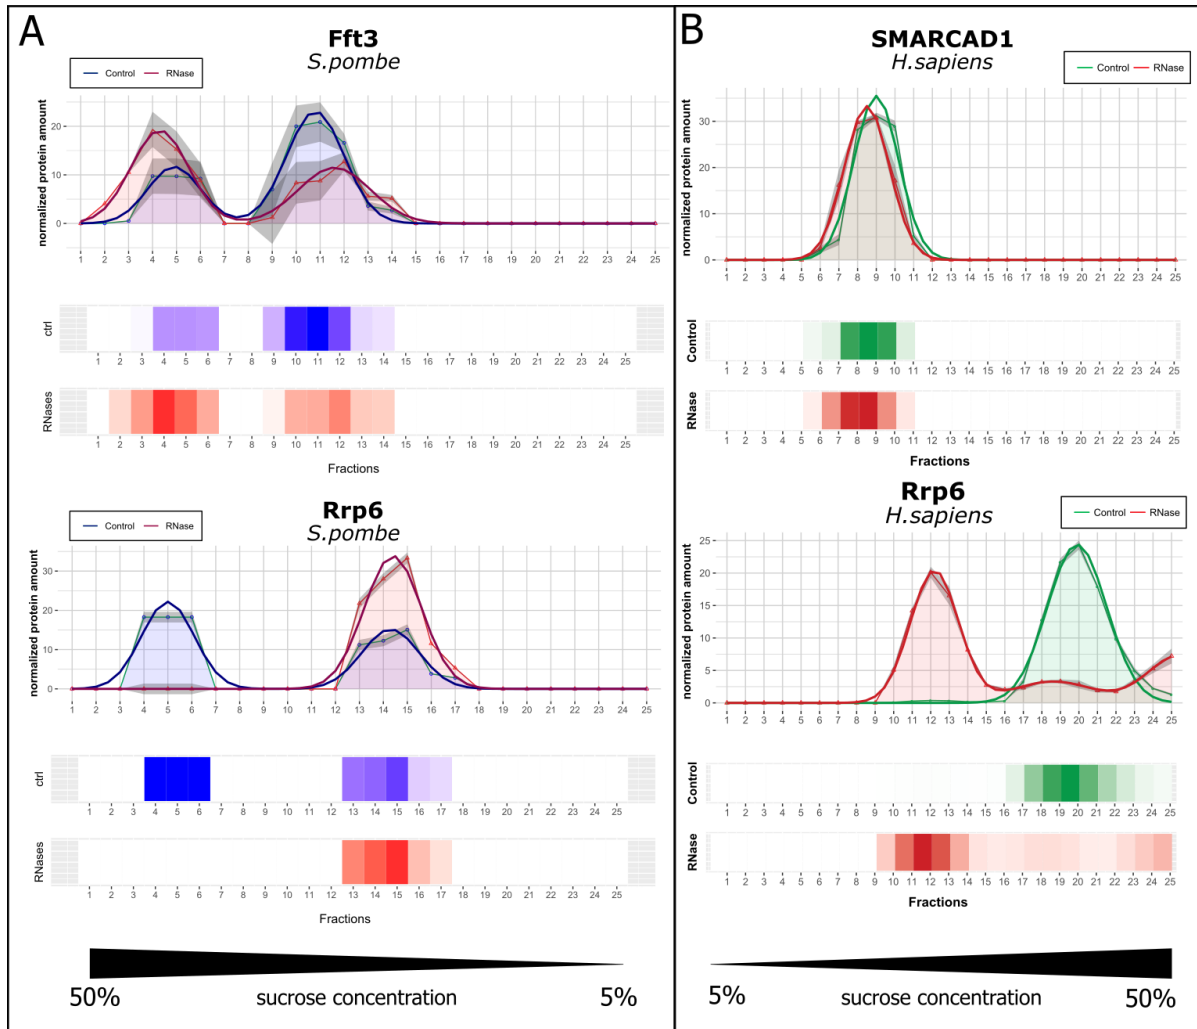 A
Fft3
S.pombe
Control RNase
normalized protein amount
20
10
0
1 2 3 4 5 6 7 8 9 10 11 12 13 14 15 16 17 18 19 20 21 22 23 24 25
ctrl
1 2 3 4 5 6 7 8 9 10 11 12 13 14 15 16 17 18 19 20 21 22 23 24 25
RNases
1 2 3 4 5 6 7 8 9 10 11 12 13 14 15 16 17 18 19 20 21 22 23 24 25
Fractions
Rrp6
S.pombe
Control RNase
normalized protein amount
30
20
10
0
1 2 3 4 5 6 7 8 9 10 11 12 13 14 15 16 17 18 19 20 21 22 23 24 25
ctrl
1 2 3 4 5 6 7 8 9 10 11 12 13 14 15 16 17 18 19 20 21 22 23 24 25
RNases
1 2 3 4 5 6 7 8 9 10 11 12 13 14 15 16 17 18 19 20 21 22 23 24 25
Fractions
50% sucrose concentration 5%
B
SMARCAD1
H.sapiens
Control RNase
normalized protein amount
30
20
10
0
1 2 3 4 5 6 7 8 9 10 11 12 13 14 15 16 17 18 19 20 21 22 23 24 25
Control
1 2 3 4 5 6 7 8 9 10 11 12 13 14 15 16 17 18 19 20 21 22 23 24 25
RNase
1 2 3 4 5 6 7 8 9 10 11 12 13 14 15 16 17 18 19 20 21 22 23 24 25
Fractions
Rrp6
H.sapiens
Control RNase
normalized protein amount
25
20
15
10
5
0
1 2 3 4 5 6 7 8 9 10 11 12 13 14 15 16 17 18 19 20 21 22 23 24 25
Control
1 2 3 4 5 6 7 8 9 10 11 12 13 14 15 16 17 18 19 20 21 22 23 24 25
RNase
1 2 3 4 5 6 7 8 9 10 11 12 13 14 15 16 17 18 19 20 21 22 23 24 25
Fractions
5% sucrose concentration 50%